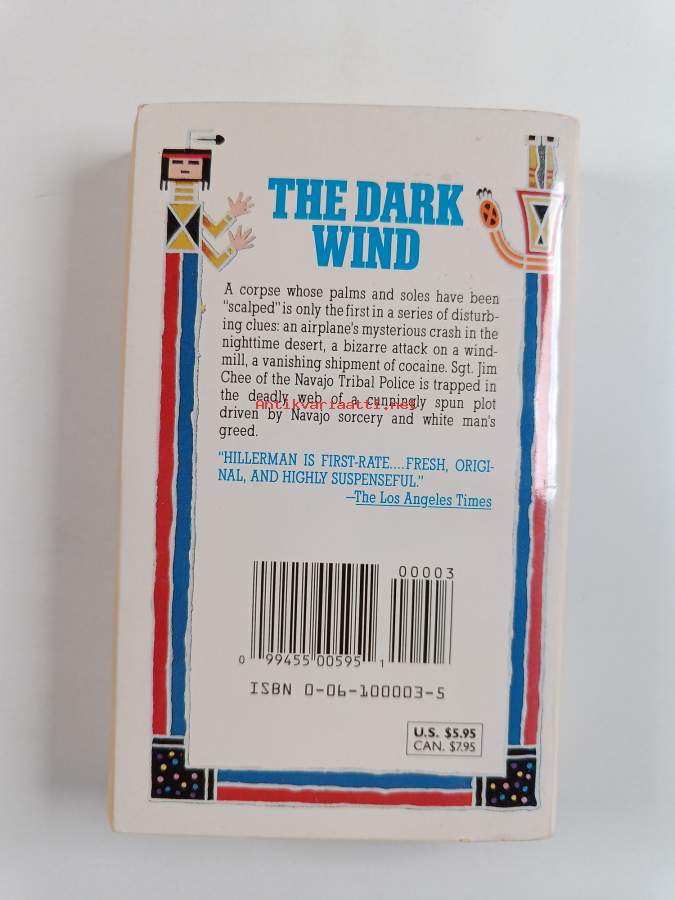 THE DARK
WIND
A corpse whose palms and soles have been
"scalped" is only the first in a series of disturb-
ing clues: an airplane's mysterious crash in the
nighttime desert, a bizarre attack on a wind-
mill, a vanishing shipment of cocaine. Sgt. Jim
Chee of the Navajo Tribal Police is trapped in
the deadly web of a cunningly spun plot
Antikvariaatti.net
driven by Navajo sorcery and white man's
greed.
"HILLERMAN IS FIRST-RATE....FRESH, ORIGI-
NAL, AND HIGHLY SUSPENSEFUL."
—The Los Angeles Times
00003
0 99455 00595 1
ISBN 0-06-100003-5
U.S. $5.95
CAN. $7.95